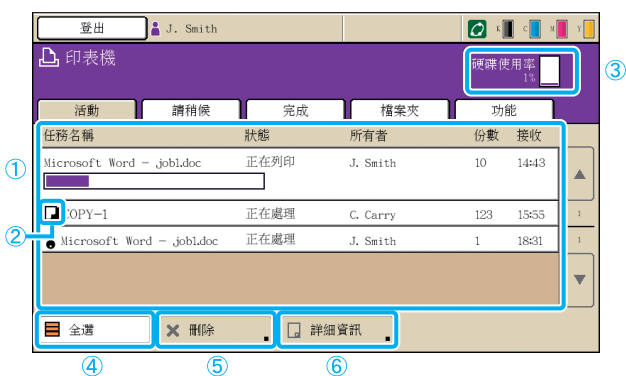 登出 J. Smith K C M Y
印表機 硬碟使用率
1%
③
活動 請稍候 完成 檔案夾 功能
任務名稱 狀態 所有者 份數 接收
① Microsoft Word - job1.doc 正在列印 J. Smith 10 14:43
COPY-1 正在處理 C. Carry 123 15:55 1
② Microsoft Word - job1.doc 正在處理 J. Smith 1 18:31 1
全選 刪除 詳細資訊
④ ⑤ ⑥